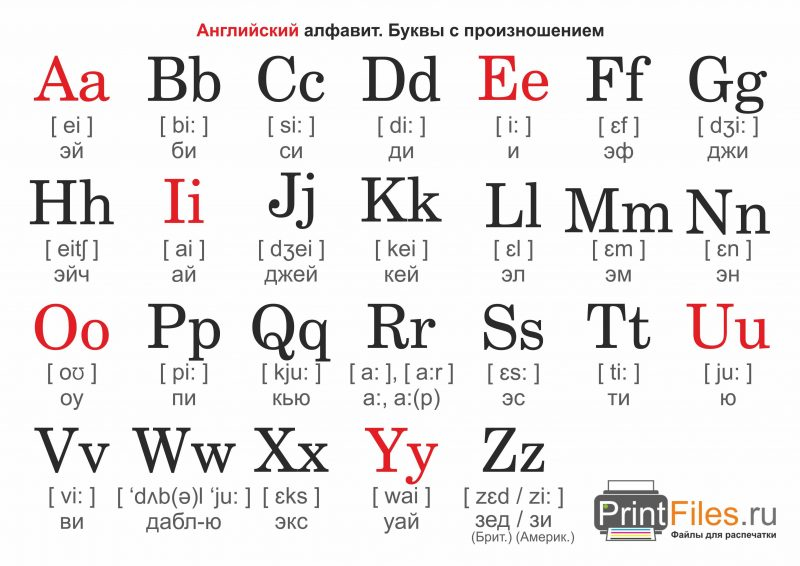 Английский алфавит. Буквы с произношением
Aa Bb Cc Dd Ee Ff Gg
[ ei ] [ bi: ] [ si: ] [ di: ] [ i: ] [ ɛf ] [ dʒi: ]
эй би си ди и эф джи
Hh Ii Jj Kk Ll Mm Nn
[ eitʃ ] [ ai ] [ dʒei ] [ kei ] [ ɛl ] [ ɛm ] [ ɛn ]
эйч ай джей кей эл эм эн
Oo Pp Qq Rr Ss Tt Uu
[ oʊ ] [ pi: ] [ kju: ] [ a: ], [ a:r ] [ ɛs: ] [ ti: ] [ ju: ]
оу пи кью а:, а:(р) эс ти ю
Vv Ww Xx Yy Zz
[ vi: ] [ ‘dʌb(ə)l ‘ju: ] [ ɛks ] [ wai ] [ zɛd / zi: ]
ви дабл-ю экс уай зед / зи
(Брит.) (Америк.)
PrintFiles.ru
Файлы для распечатки